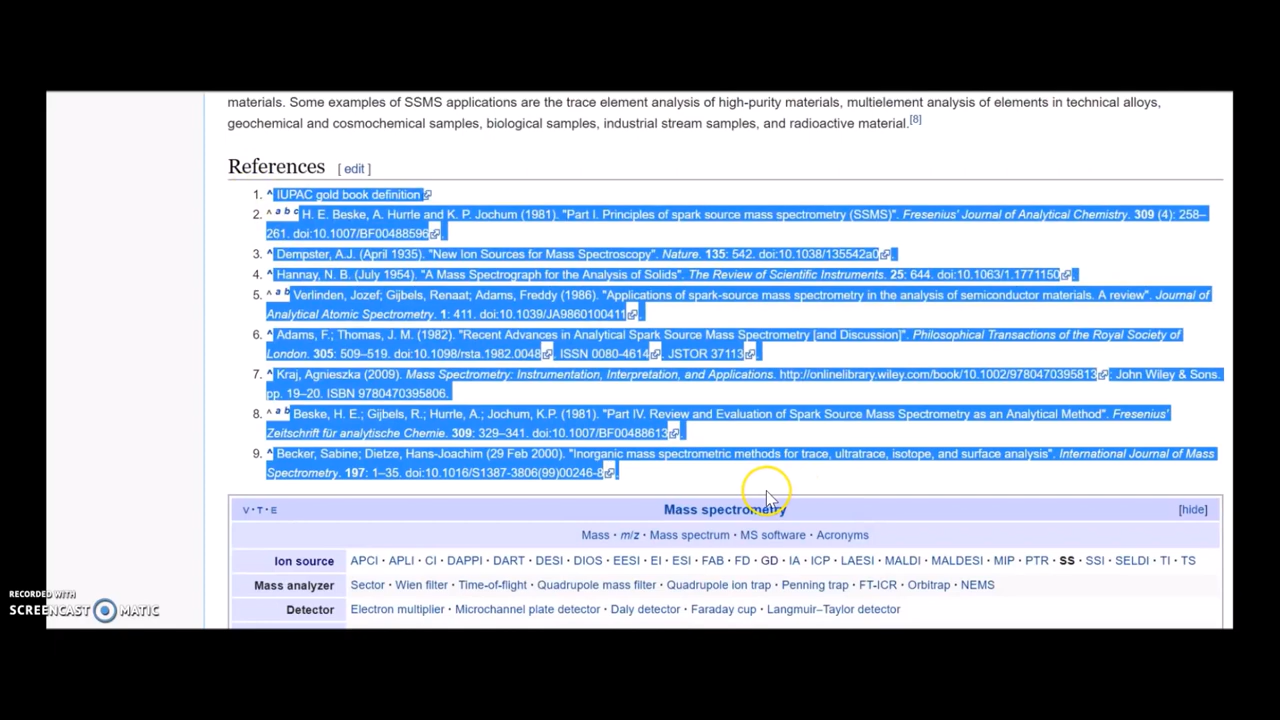 materials. Some examples of SSMS applications are the trace element analysis of high-purity materials, multielement analysis of elements in technical alloys,
geochemical and cosmochemical samples, biological samples, industrial stream samples, and radioactive material.[8]
References [ edit ]
1. ^ IUPAC gold book definition
2. ^ a b c H. E. Beske, A. Hurrle and K. P. Jochum (1981). "Part I. Principles of spark source mass spectrometry (SSMS)". Fresenius' Journal of Analytical Chemistry. 309 (4): 258–
261. doi:10.1007/BF00488596.
3. ^ Dempster, A.J. (April 1935). "New Ion Sources for Mass Spectroscopy". Nature. 135: 542. doi:10.1038/135542a0.
4. ^ Hannay, N. B. (July 1954). "A Mass Spectrograph for the Analysis of Solids". The Review of Scientific Instruments. 25: 644. doi:10.1063/1.1771150.
5. ^ a b Verlinden, Jozef; Gijbels, Renaat; Adams, Freddy (1986). "Applications of spark-source mass spectrometry in the analysis of semiconductor materials. A review". Journal of
Analytical Atomic Spectrometry. 1: 411. doi:10.1039/JA9860100411.
6. ^ Adams, F.; Thomas, J. M. (1982). "Recent Advances in Analytical Spark Source Mass Spectrometry [and Discussion]". Philosophical Transactions of the Royal Society of
London. 305: 509–519. doi:10.1098/rsta.1982.0048. ISSN 0080-4614. JSTOR 37113.
7. ^ Kraj, Agnieszka (2009). Mass Spectrometry: Instrumentation, Interpretation, and Applications. http://onlinelibrary.wiley.com/book/10.1002/9780470395813: John Wiley & Sons.
pp. 19–20. ISBN 9780470395806.
8. ^ a b Beske, H. E.; Gijbels, R.; Hurrle, A.; Jochum, K.P. (1981). "Part IV. Review and Evaluation of Spark Source Mass Spectrometry as an Analytical Method". Fresenius'
Zeitschrift für analytische Chemie. 309: 329–341. doi:10.1007/BF00488613.
9. ^ Becker, Sabine; Dietze, Hans-Joachim (29 Feb 2000). "Inorganic mass spectrometric methods for trace, ultratrace, isotope, and surface analysis". International Journal of Mass
Spectrometry. 197: 1–35. doi:10.1016/S1387-3806(99)00246-8.
V · T · E Mass spectrometry [hide]
Mass · m/z · Mass spectrum · MS software · Acronyms
Ion source APCI · APLI · CI · DAPPI · DART · DESI · DIOS · EESI · EI · ESI · FAB · FD · GD · IA · ICP · LAESI · MALDI · MALDESI · MIP · PTR · SS · SSI · SELDI · TI · TS
Mass analyzer Sector · Wien filter · Time-of-flight · Quadrupole mass filter · Quadrupole ion trap · Penning trap · FT-ICR · Orbitrap · NEMS
Detector Electron multiplier · Microchannel plate detector · Daly detector · Faraday cup · Langmuir–Taylor detector
RECORDED WITH
SCREENCAST MATIC